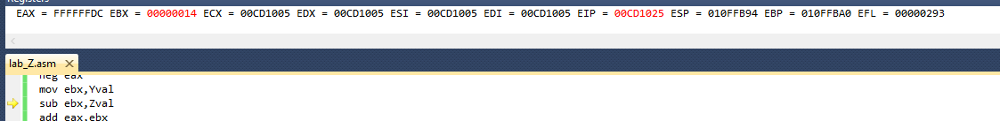 EAX = FFFFFFDC EBX = 00000014 ECX = 00CD1005 EDX = 00CD1005 ESI = 00CD1005 EDI = 00CD1005 EIP = 00CD1025 ESP = 010FFB94 EBP = 010FFBA0 EFL = 00000293
lab_Z.asm
neg eax
mov ebx,Yval
sub ebx,Zval
add eax,ebx